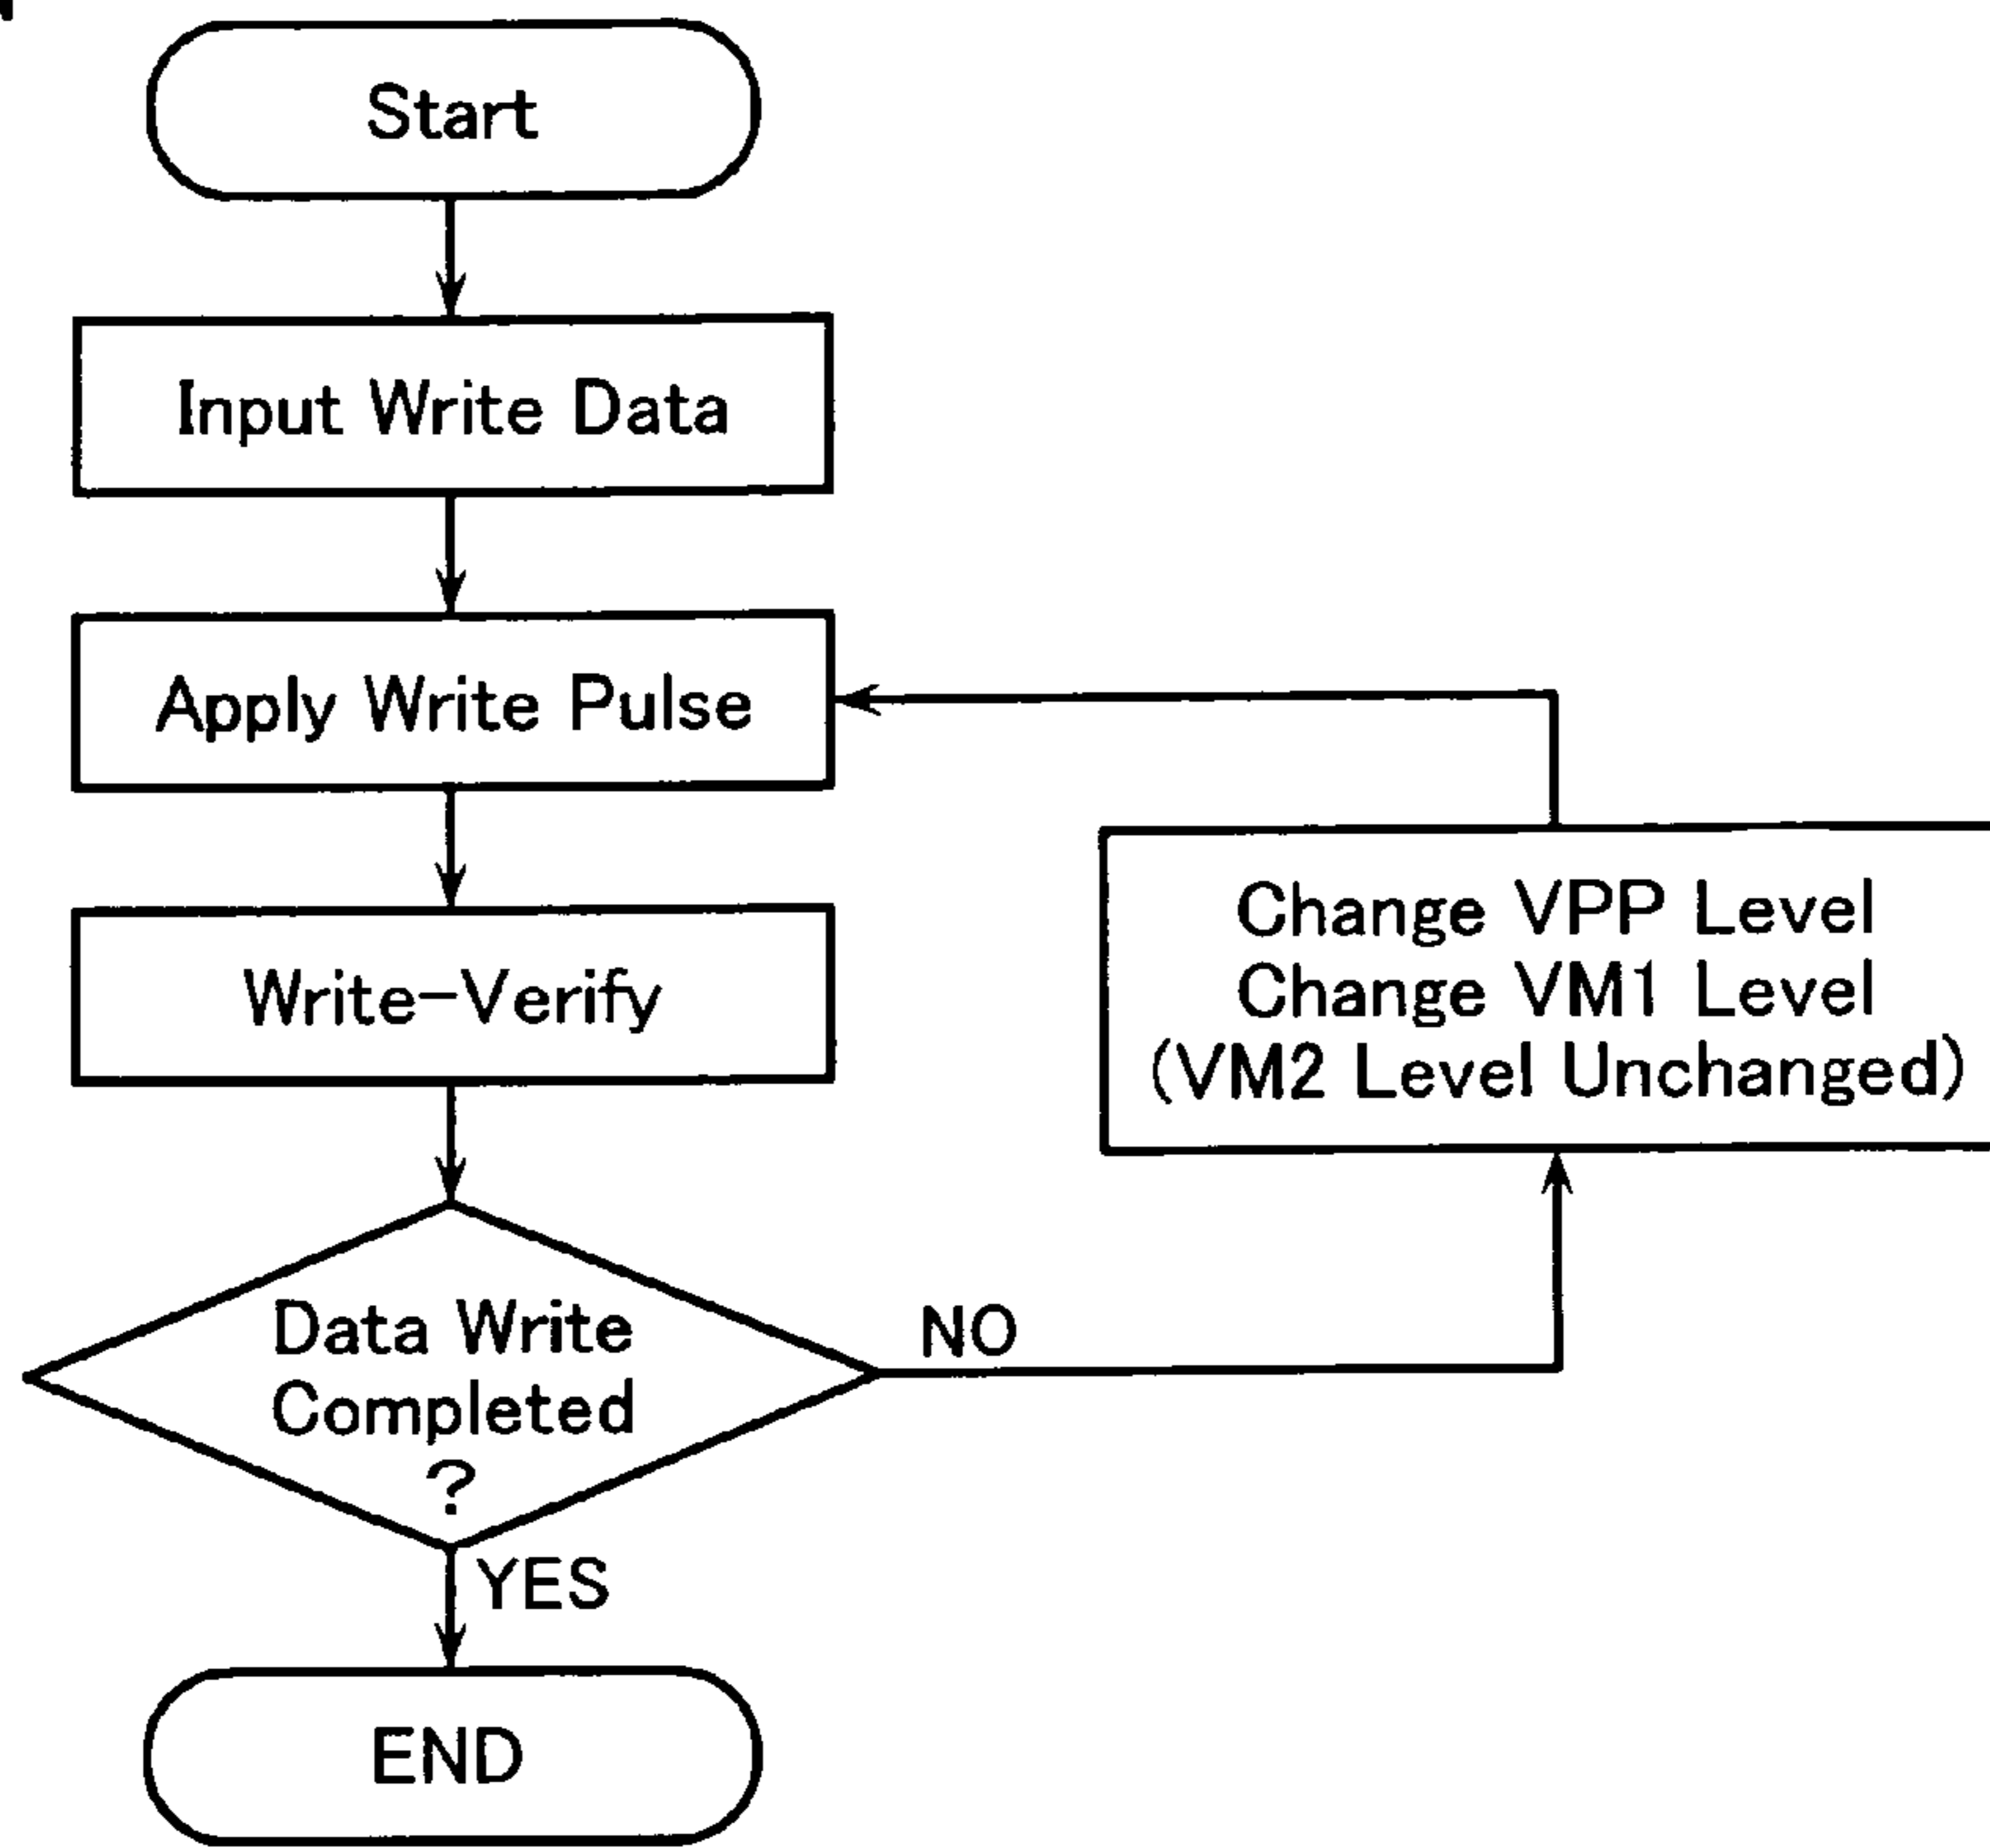 Start
Input Write Data
Apply Write Pulse
Write-Verify
Change VPP Level
Change VM1 Level
(VM2 Level Unchanged)
Data Write
Completed
?
NO
YES
END